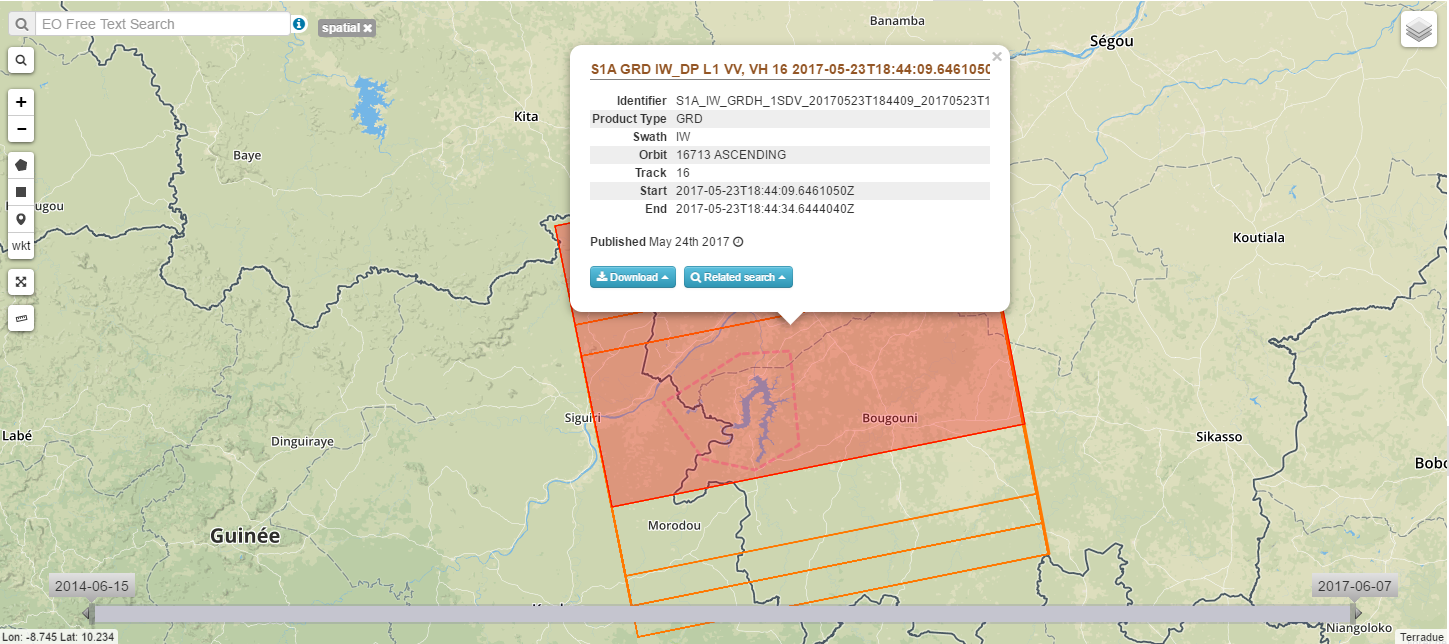 EO Free Text Search
spatial
Banamba
Ségou
S1A GRD IW_DP L1 VV, VH 16 2017-05-23T18:44:09.6461050
Identifier S1A_IW_GRDH_1SDV_20170523T184409_20170523T1
Product Type GRD
Swath IW
Orbit 16713 ASCENDING
Track 16
Start 2017-05-23T18:44:09.6461050Z
End 2017-05-23T18:44:34.6444040Z
Published May 24th 2017
Download
Related search
+
-
wkt
Kita
Baye
Koutiala
Siguiri
Bougouni
Labé
Dinguiraye
Sikasso
Bobo
Morodou
Guinée
2014-06-15
2017-06-07
Niangoloko
Lon: -8.745 Lat: 10.234
Terradue